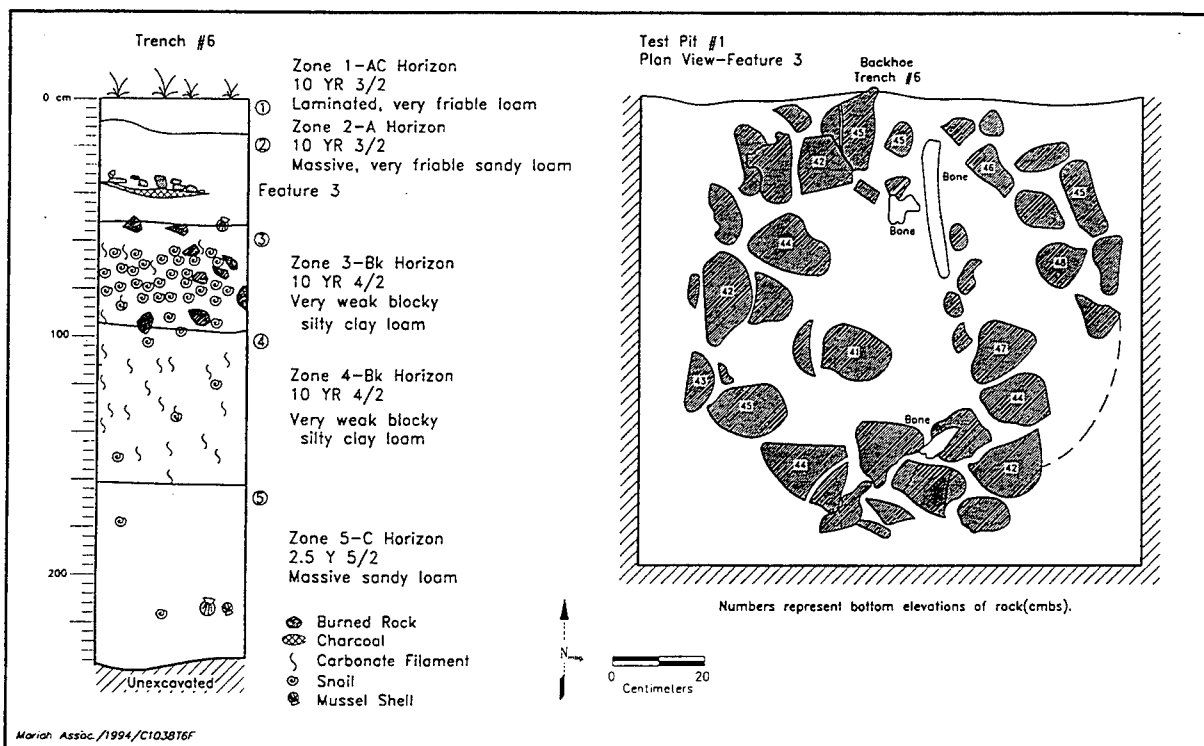 Trench #6
0 cm
100
200
Unexcavated
①
②
③
④
⑤
Zone 1-AC Horizon
10 YR 3/2
Laminated, very friable loam
Zone 2-A Horizon
10 YR 3/2
Massive, very friable sandy loam
Feature 3
Zone 3-Bk Horizon
10 YR 4/2
Very weak blocky
silty clay loam
Zone 4-Bk Horizon
10 YR 4/2
Very weak blocky
silty clay loam
Zone 5-C Horizon
2.5 Y 5/2
Massive sandy loam
Burned Rock
Charcoal
Carbonate Filament
Snail
Mussel Shell
Test Pit #1
Plan View-Feature 3
Backhoe
Trench #6
45
42
45
46
45
Bone
Bone
44
48
42
41
47
43
45
44
Bone
44
42
Numbers represent bottom elevations of rock(cmbs).
N
0 20
Centimeters
Mariah Assoc./1994/C1038T6F